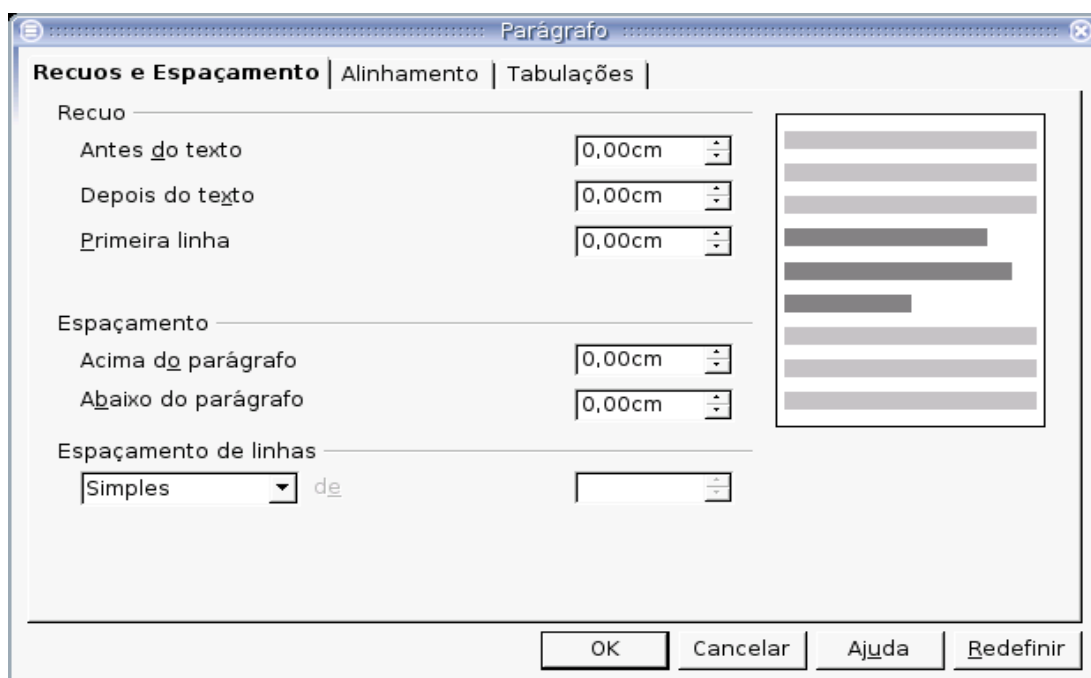 Parágrafo
Recuos e Espaçamento Alinhamento Tabulações
Recuo
Antes do texto 0,00cm
Depois do texto 0,00cm
Primeira linha 0,00cm
Espaçamento
Acima do parágrafo 0,00cm
Abaixo do parágrafo 0,00cm
Espaçamento de linhas
Simples de
OK Cancelar Ajuda Redefinir